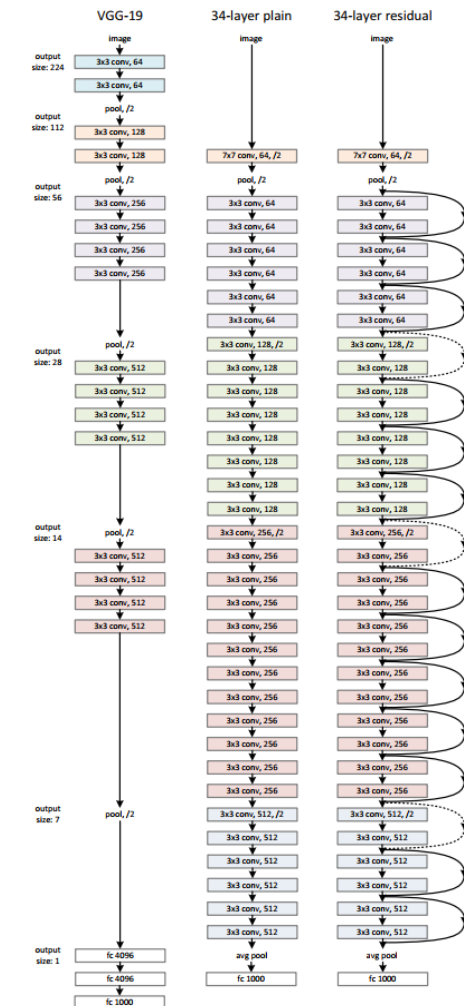 VGG-19
image
output
size: 224
3x3 conv, 64
3x3 conv, 64
pool, /2
output
size: 112
3x3 conv, 128
3x3 conv, 128
pool, /2
output
size: 56
3x3 conv, 256
3x3 conv, 256
3x3 conv, 256
3x3 conv, 256
pool, /2
output
size: 28
3x3 conv, 512
3x3 conv, 512
3x3 conv, 512
3x3 conv, 512
output
size: 14
pool, /2
3x3 conv, 512
3x3 conv, 512
3x3 conv, 512
3x3 conv, 512
output
size: 7
pool, /2
output
size: 1
fc 4096
fc 4096
fc 1000
34-layer plain
image
7x7 conv, 64, /2
pool, /2
3x3 conv, 64
3x3 conv, 64
3x3 conv, 64
3x3 conv, 64
3x3 conv, 64
3x3 conv, 64
3x3 conv, 128, /2
3x3 conv, 128
3x3 conv, 128
3x3 conv, 128
3x3 conv, 128
3x3 conv, 128
3x3 conv, 128
3x3 conv, 128
3x3 conv, 256, /2
3x3 conv, 256
3x3 conv, 256
3x3 conv, 256
3x3 conv, 256
3x3 conv, 256
3x3 conv, 256
3x3 conv, 256
3x3 conv, 256
3x3 conv, 256
3x3 conv, 256
3x3 conv, 256
3x3 conv, 512, /2
3x3 conv, 512
3x3 conv, 512
3x3 conv, 512
3x3 conv, 512
3x3 conv, 512
avg pool
fc 1000
34-layer residual
image
7x7 conv, 64, /2
pool, /2
3x3 conv, 64
3x3 conv, 64
3x3 conv, 64
3x3 conv, 64
3x3 conv, 64
3x3 conv, 64
3x3 conv, 128, /2
3x3 conv, 128
3x3 conv, 128
3x3 conv, 128
3x3 conv, 128
3x3 conv, 128
3x3 conv, 128
3x3 conv, 128
3x3 conv, 256, /2
3x3 conv, 256
3x3 conv, 256
3x3 conv, 256
3x3 conv, 256
3x3 conv, 256
3x3 conv, 256
3x3 conv, 256
3x3 conv, 256
3x3 conv, 256
3x3 conv, 256
3x3 conv, 256
3x3 conv, 512, /2
3x3 conv, 512
3x3 conv, 512
3x3 conv, 512
3x3 conv, 512
3x3 conv, 512
avg pool
fc 1000